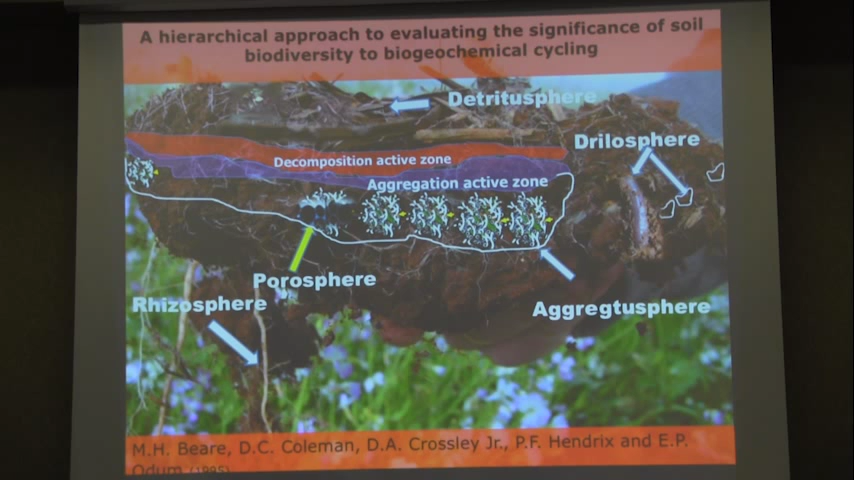 A hierarchical approach to evaluating the significance of soil
biodiversity to biogeochemical cycling
Detritusphere
Drilosphere
Decomposition active zone
Aggregation active zone
Porosphere
Rhizosphere
Aggregtusphere
M.H. Beare, D.C. Coleman, D.A. Crossley Jr., P.F. Hendrix and E.P.
Odum (1995)